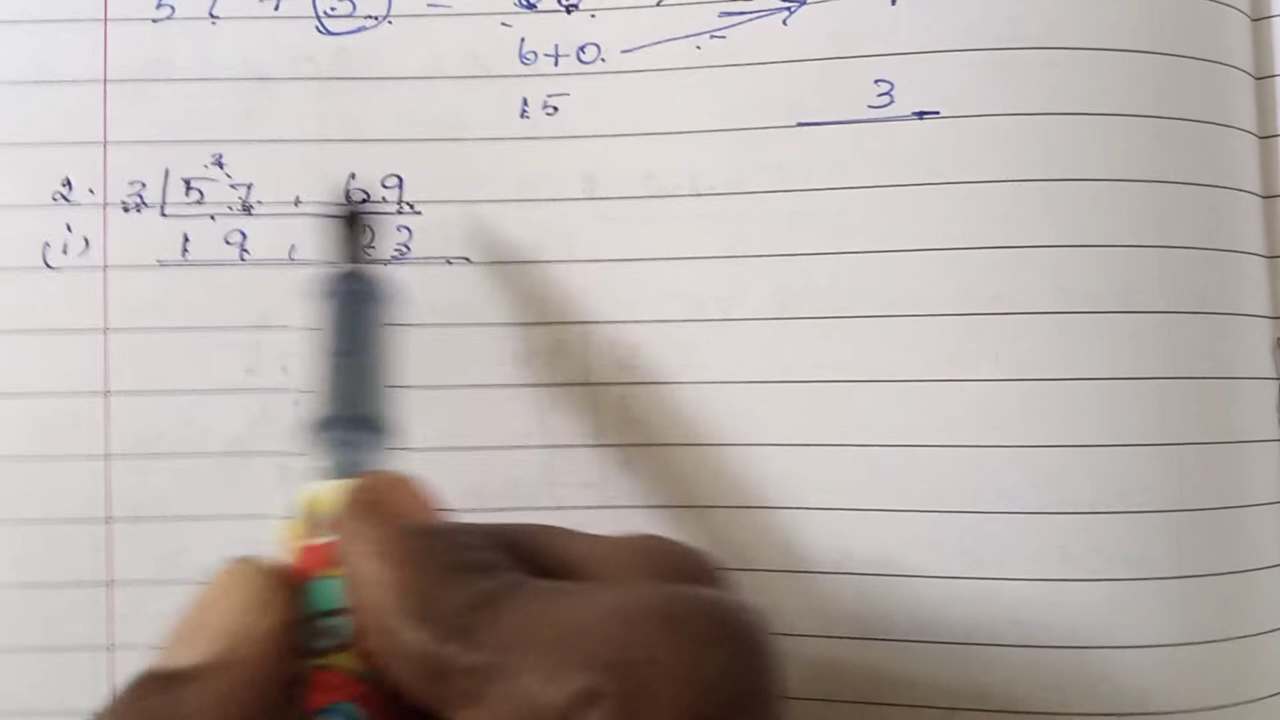 6+0.
15
3
2. 3 57, 69
(i) 19, 23